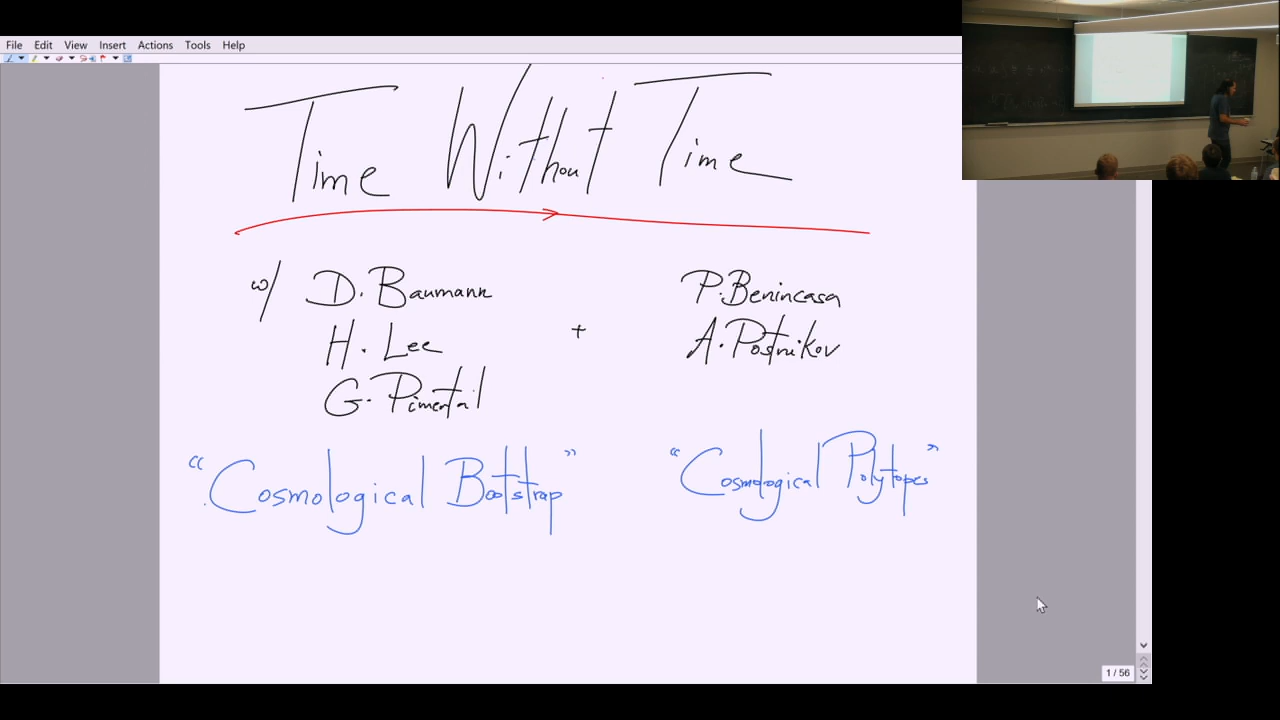 File Edit View Insert Actions Tools Help
Time Without Time
w/ D. Baumann
H. Lee
G. Pimentel
+
P. Benincasa
A. Postnikov
“Cosmological Bootstrap”
“Cosmological Polytopes”
1 / 56